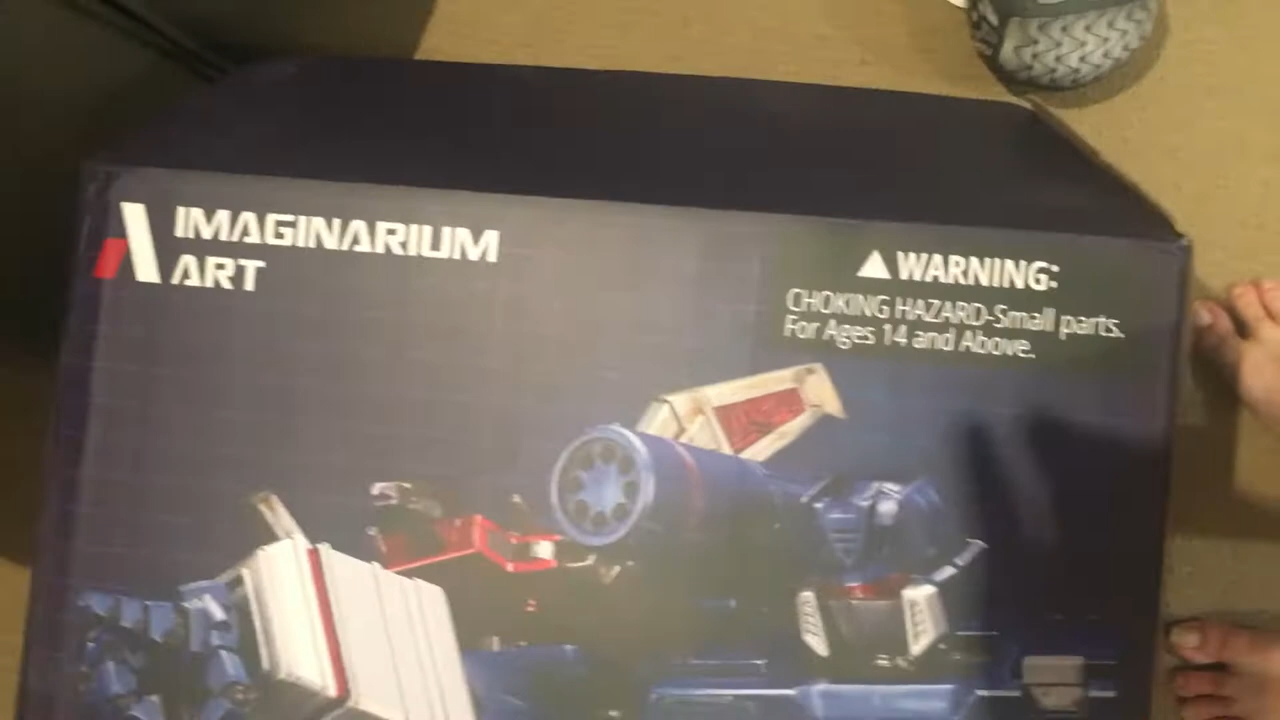 IMAGINARIUM
ART
WARNING:
CHOKING HAZARD-Small parts.
For Ages 14 and Above.